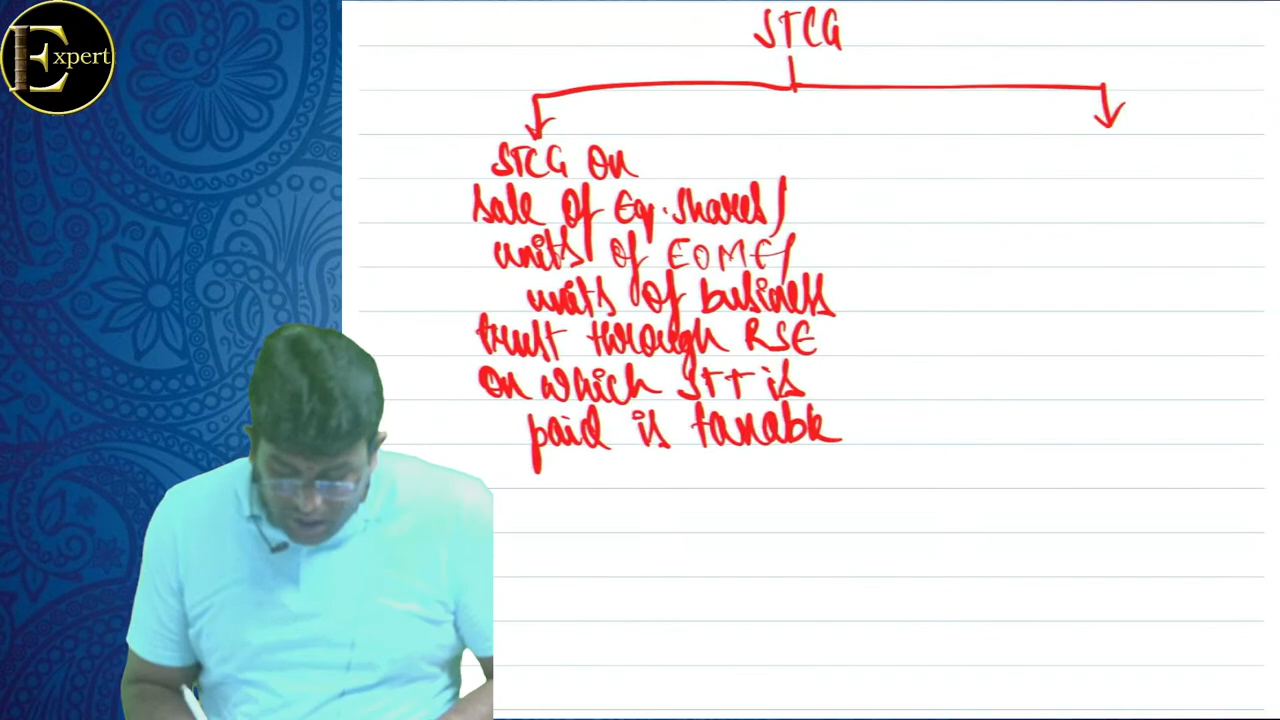 Expert
STCG
STCG On
sale of Eq. shares/
units of EOMF/
units of business
trust through RSE
on which STT is
paid is taxable